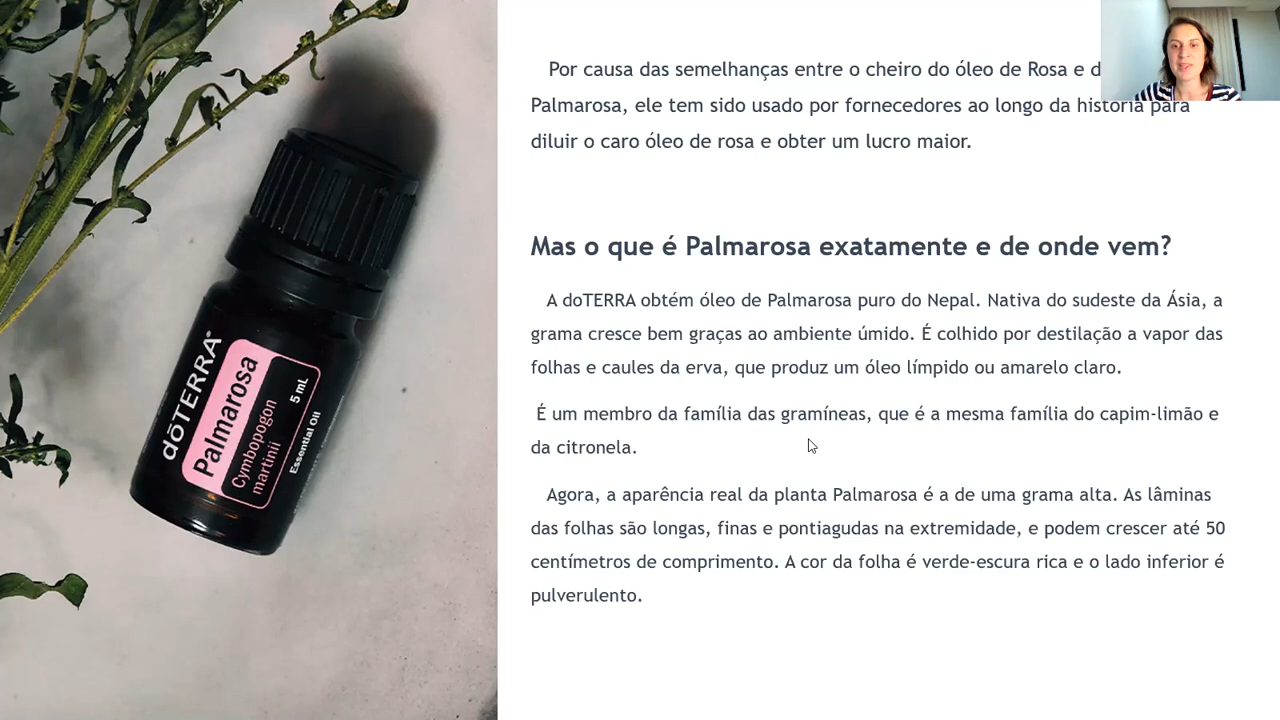 dōTERRA®
Palmarosa
Cymbopogon
martinii
5 mL
Essential Oil
Por causa das semelhanças entre o cheiro do óleo de Rosa e d
Palmarosa, ele tem sido usado por fornecedores ao longo da história para
diluir o caro óleo de rosa e obter um lucro maior.
Mas o que é Palmarosa exatamente e de onde vem?
A doTERRA obtém óleo de Palmarosa puro do Nepal. Nativa do sudeste da Ásia, a
grama cresce bem graças ao ambiente úmido. É colhido por destilação a vapor das
folhas e caules da erva, que produz um óleo límpido ou amarelo claro.
É um membro da família das gramíneas, que é a mesma família do capim-limão e
da citronela.
Agora, a aparência real da planta Palmarosa é a de uma grama alta. As lâminas
das folhas são longas, finas e pontiagudas na extremidade, e podem crescer até 50
centímetros de comprimento. A cor da folha é verde-escura rica e o lado inferior é
pulverulento.